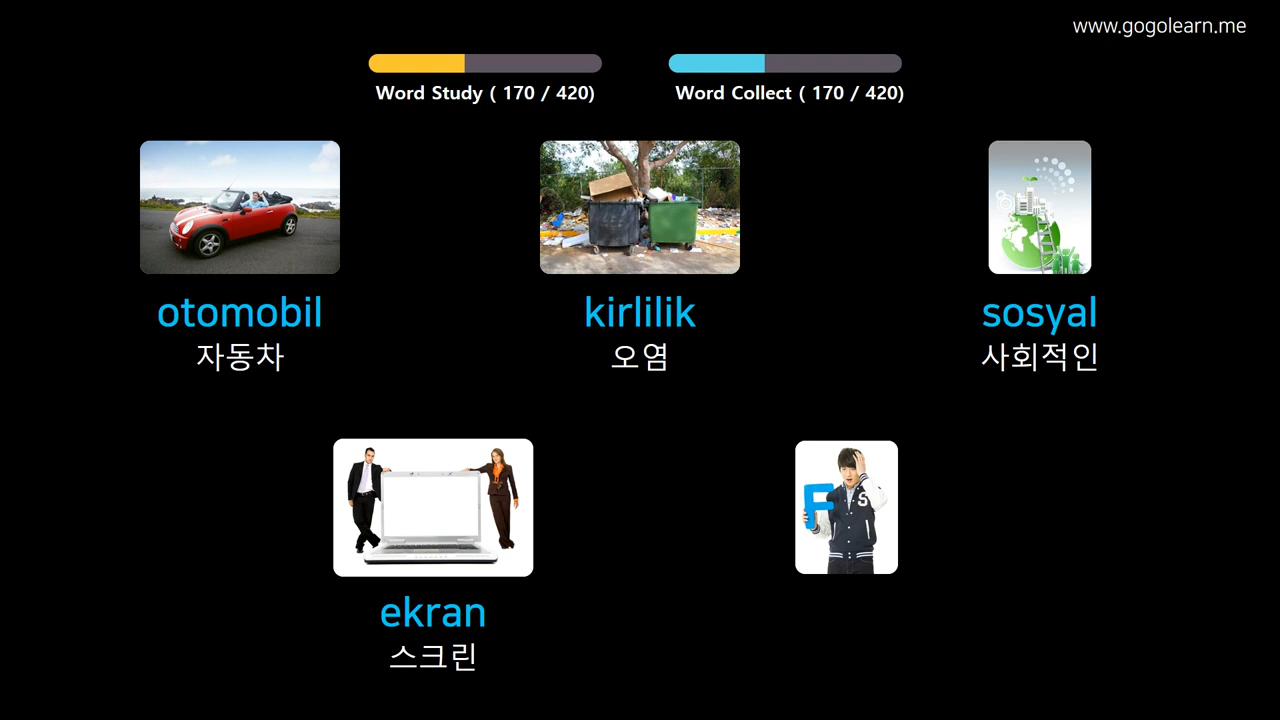 www.gogolearn.me
Word Study ( 170 / 420)
Word Collect ( 170 / 420)
otomobil
자동차
kirlilik
오염
sosyal
사회적인
ekran
스크린
F
S